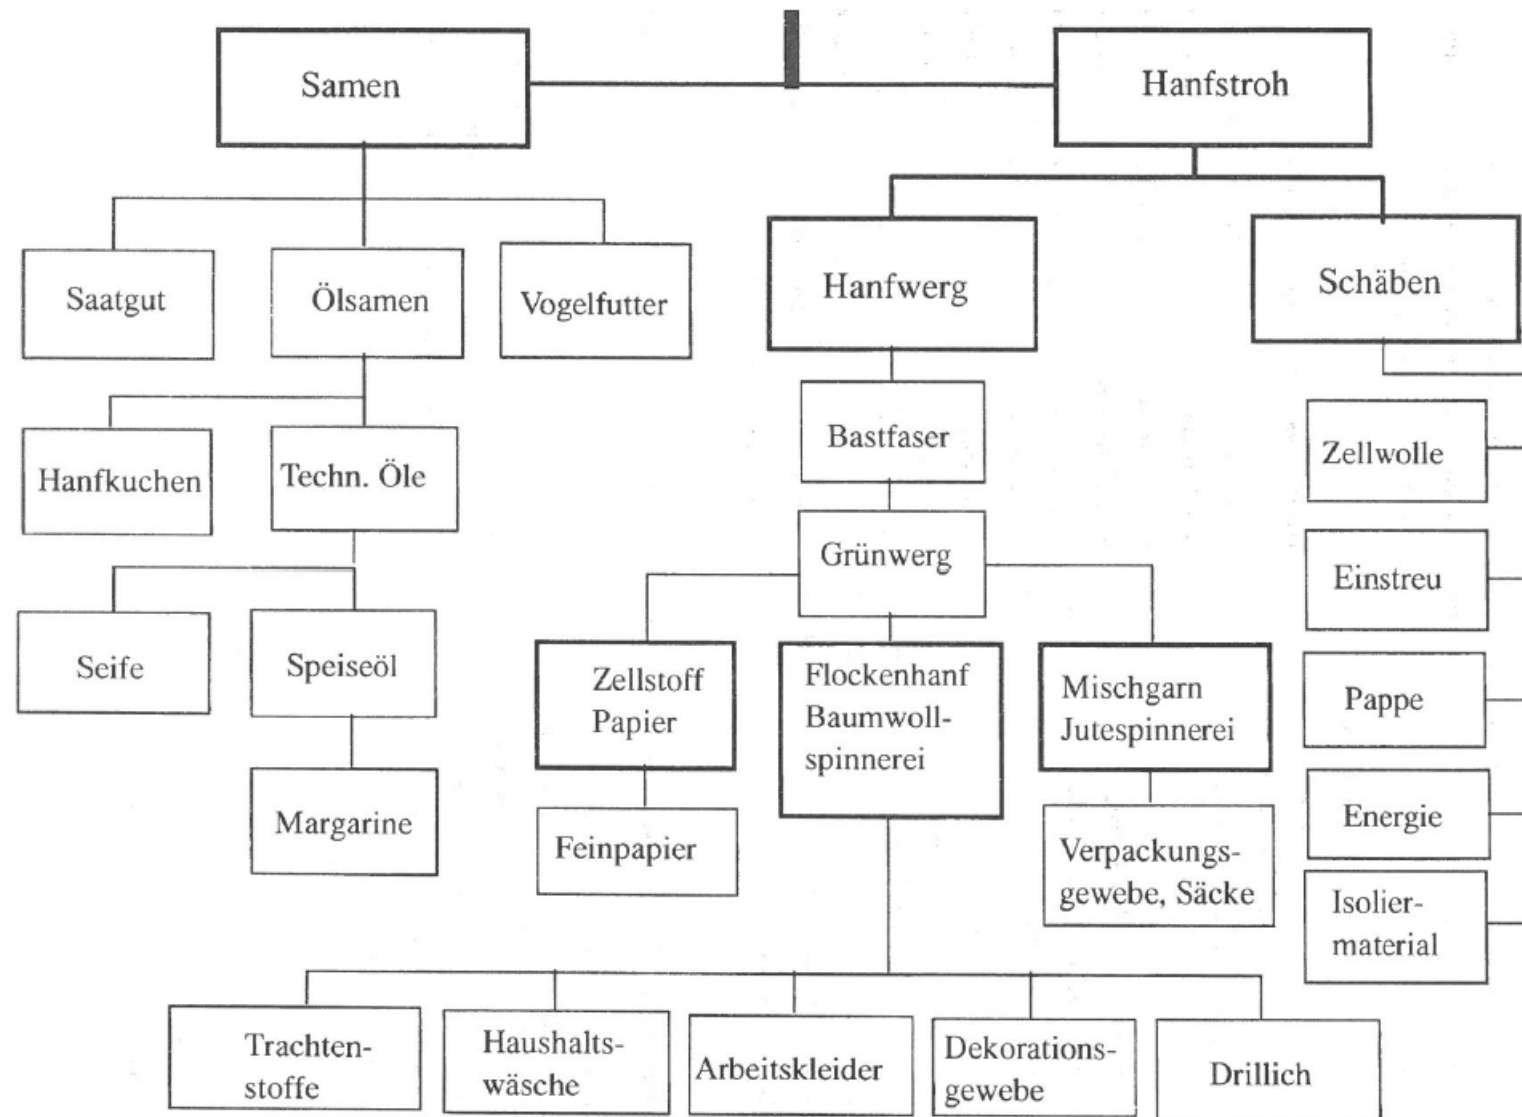 Samen
Hanfstroh
Saatgut
Ölsamen
Vogelfutter
Hanfwerg
Schäben
Hanfkuchen
Techn. Öle
Bastfaser
Zellwolle
Grünwerg
Einstreu
Seife
Speiseöl
Zellstoff
Papier
Flockenhanf
Baumwoll-
spinnerei
Mischgarn
Jutespinnerei
Pappe
Margarine
Feinpapier
Verpackungs-
gewebe, Säcke
Energie
Isolier-
material
Trachten-
stoffe
Haushalts-
wäsche
Arbeitskleider
Dekorations-
gewebe
Drillich